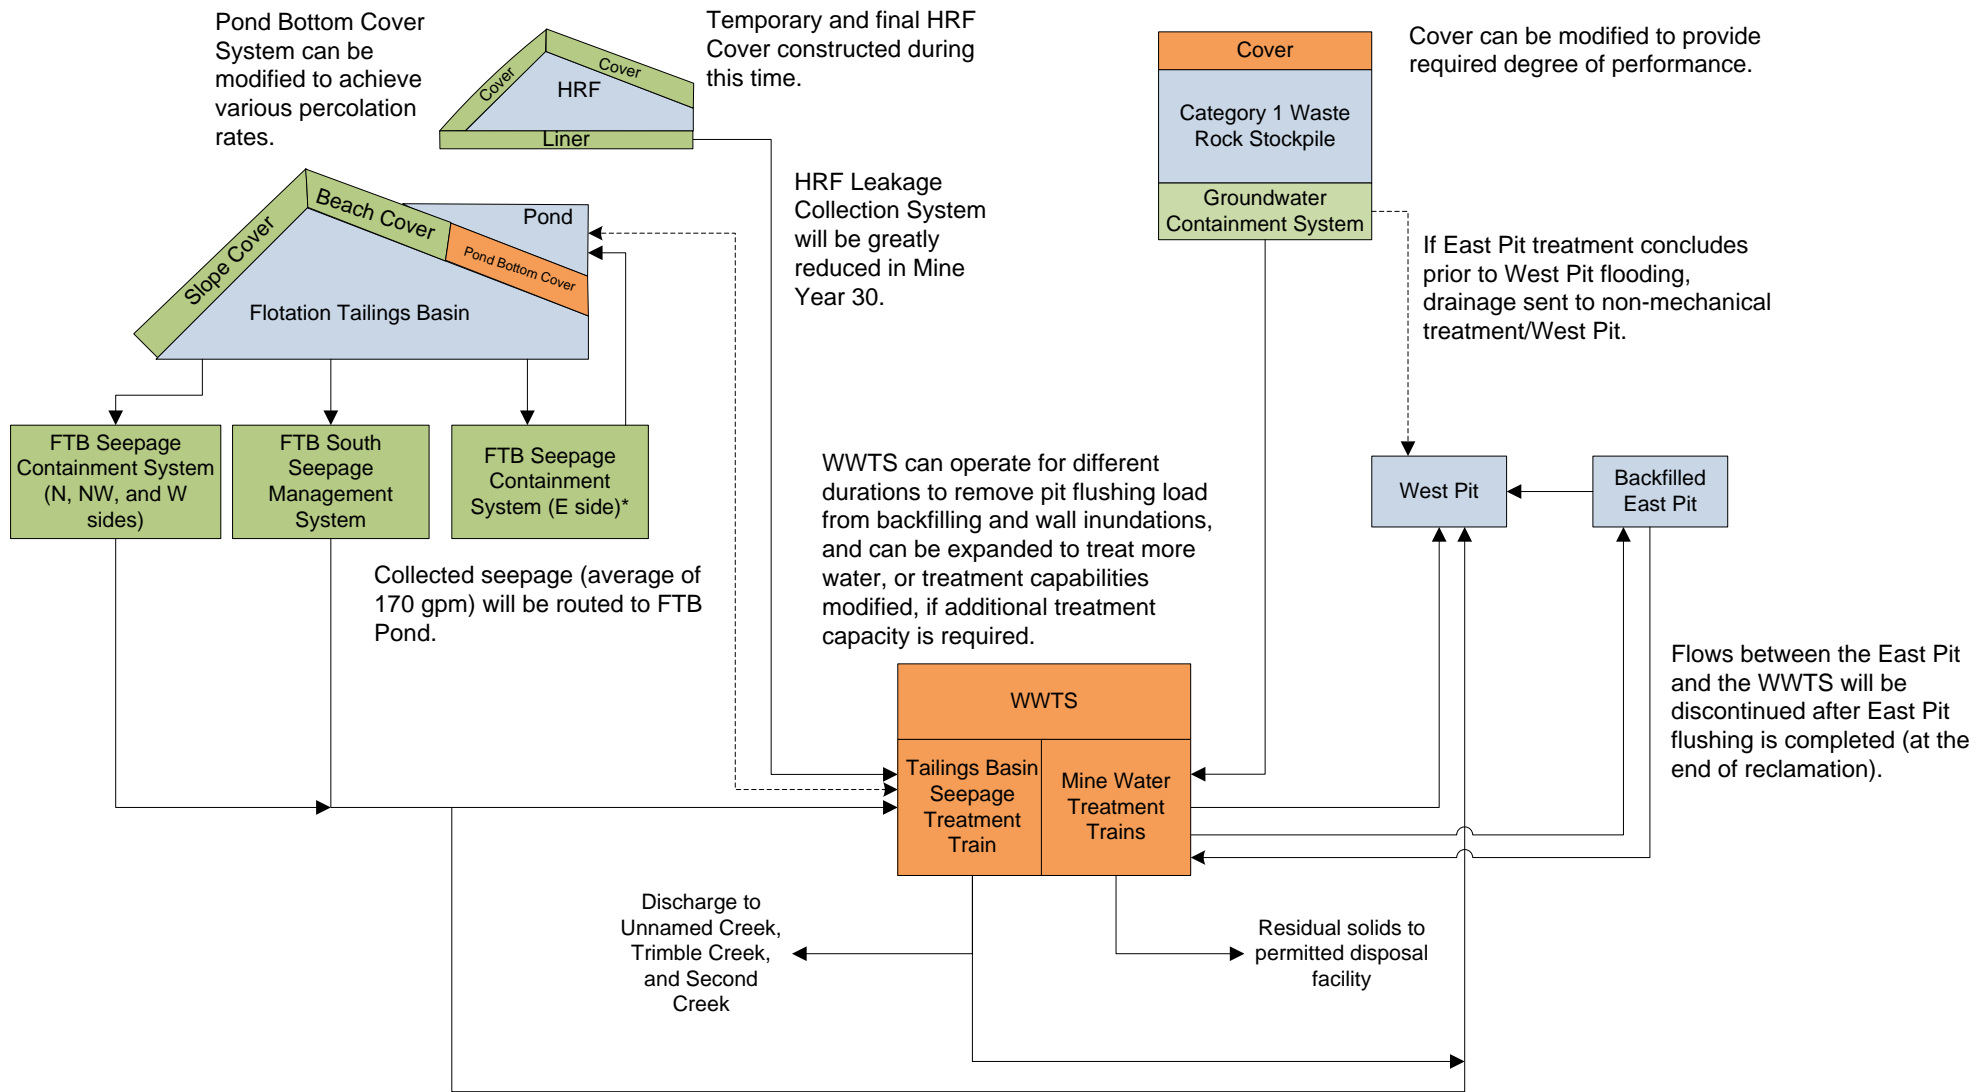 Pond Bottom Cover
System can be
modified to achieve
various percolation
rates.
Cover
Cover
HRF
Liner
Temporary and final HRF
Cover constructed during
this time.
Cover
Category 1 Waste
Rock Stockpile
Groundwater
Containment System
Cover can be modified to provide
required degree of performance.
Slope Cover
Beach Cover
Pond
Pond Bottom Cover
Flotation Tailings Basin
HRF Leakage
Collection System
will be greatly
reduced in Mine
Year 30.
If East Pit treatment concludes
prior to West Pit flooding,
drainage sent to non-mechanical
treatment/West Pit.
FTB Seepage
Containment System
(N, NW, and W
sides)
FTB South
Seepage
Management
System
FTB Seepage
Containment
System (E side)*
Collected seepage (average of
170 gpm) will be routed to FTB
Pond.
WWTS can operate for different
durations to remove pit flushing load
from backfilling and wall inundations,
and can be expanded to treat more
water, or treatment capabilities
modified, if additional treatment
capacity is required.
West Pit
Backfilled
East Pit
Flows between the East Pit
and the WWTS will be
discontinued after East Pit
flushing is completed (at the
end of reclamation).
WWTS
Tailings Basin
Seepage
Treatment
Train
Mine Water
Treatment
Trains
Discharge to
Unnamed Creek,
Trimble Creek,
and Second
Creek
Residual solids to
permitted disposal
facility